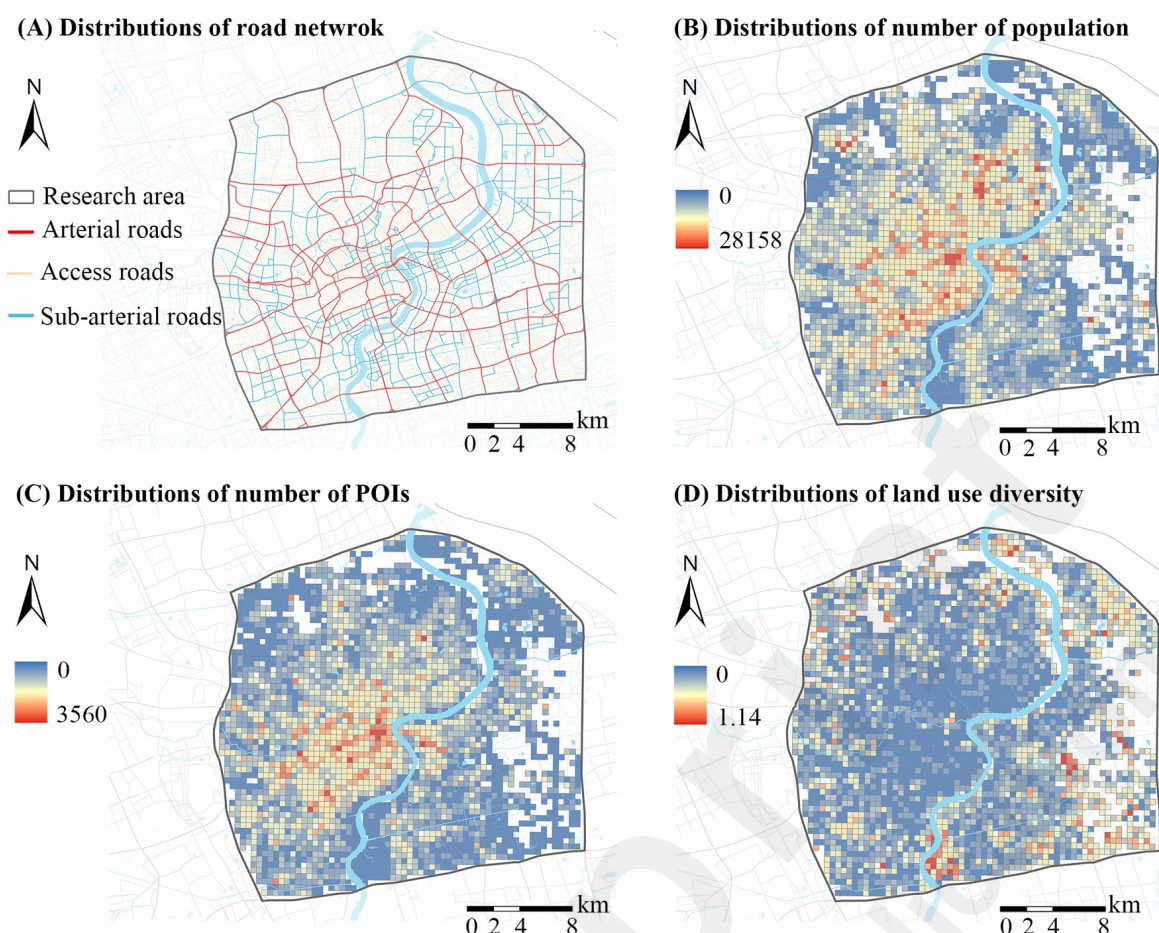 (A) Distributions of road netwrok
N
Research area
Arterial roads
Access roads
Sub-arterial roads
km
0 2 4 8
(B) Distributions of number of population
N
0
28158
km
0 2 4 8
(C) Distributions of number of POIs
N
0
3560
km
0 2 4 8
(D) Distributions of land use diversity
N
0
1.14
km
0 2 4 8